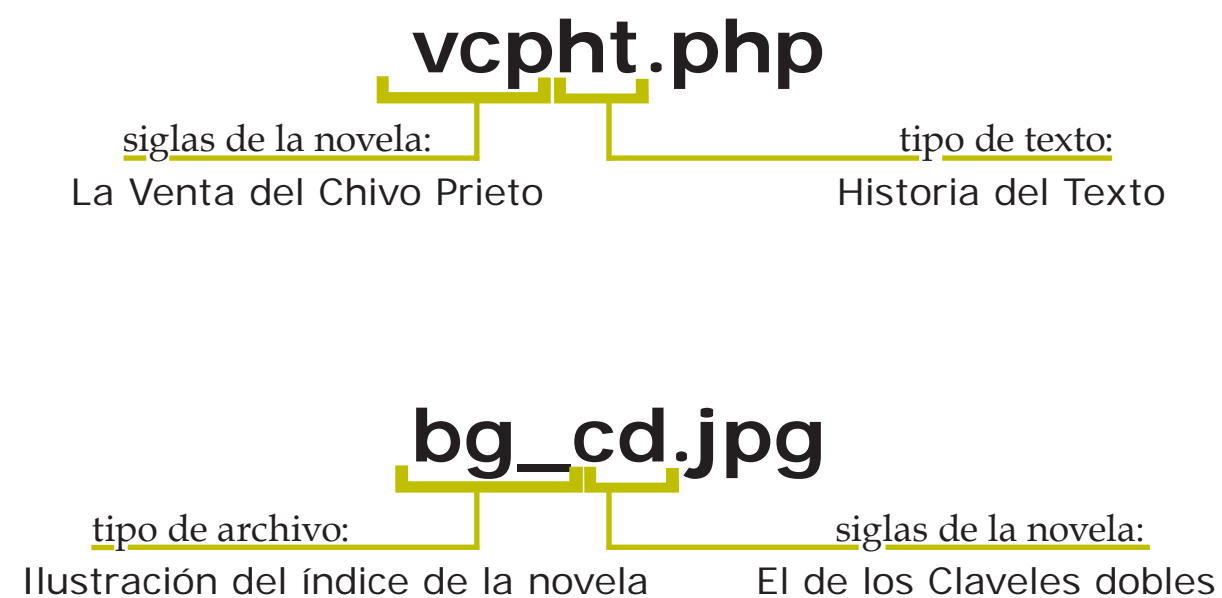 vcpht.php
siglas de la novela: tipo de texto:
La Venta del Chivo Prieto Historia del Texto
bg_cd.jpg
tipo de archivo: siglas de la novela:
Ilustración del índice de la novela El de los Claveles dobles